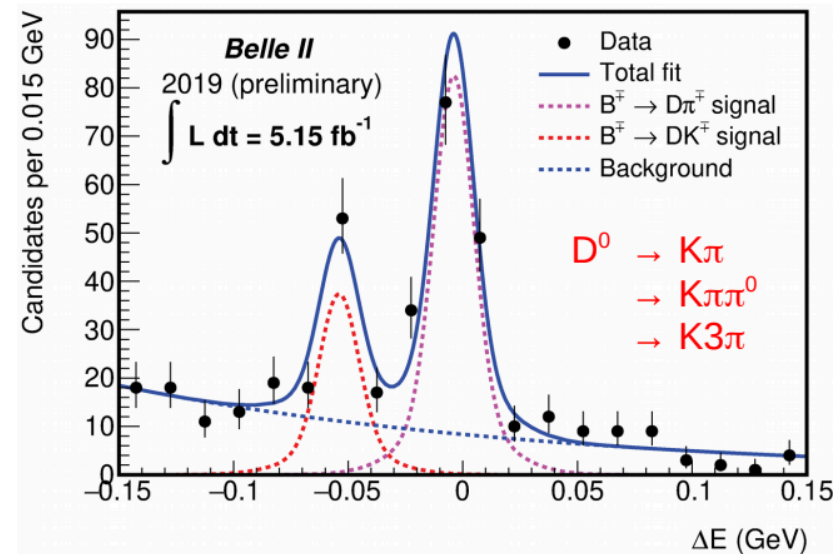 Candidates per 0.015 GeV
90
80
70
60
50
40
30
20
10
0
Belle II
2019 (preliminary)
∫ L dt = 5.15 fb⁻¹
Data
Total fit
B∓ → Dπ∓ signal
B∓ → DK∓ signal
Background
D⁰ → Kπ
→ Kππ⁰
→ K3π
−0.15 −0.1 −0.05 0 0.05 0.1 0.15
ΔE (GeV)